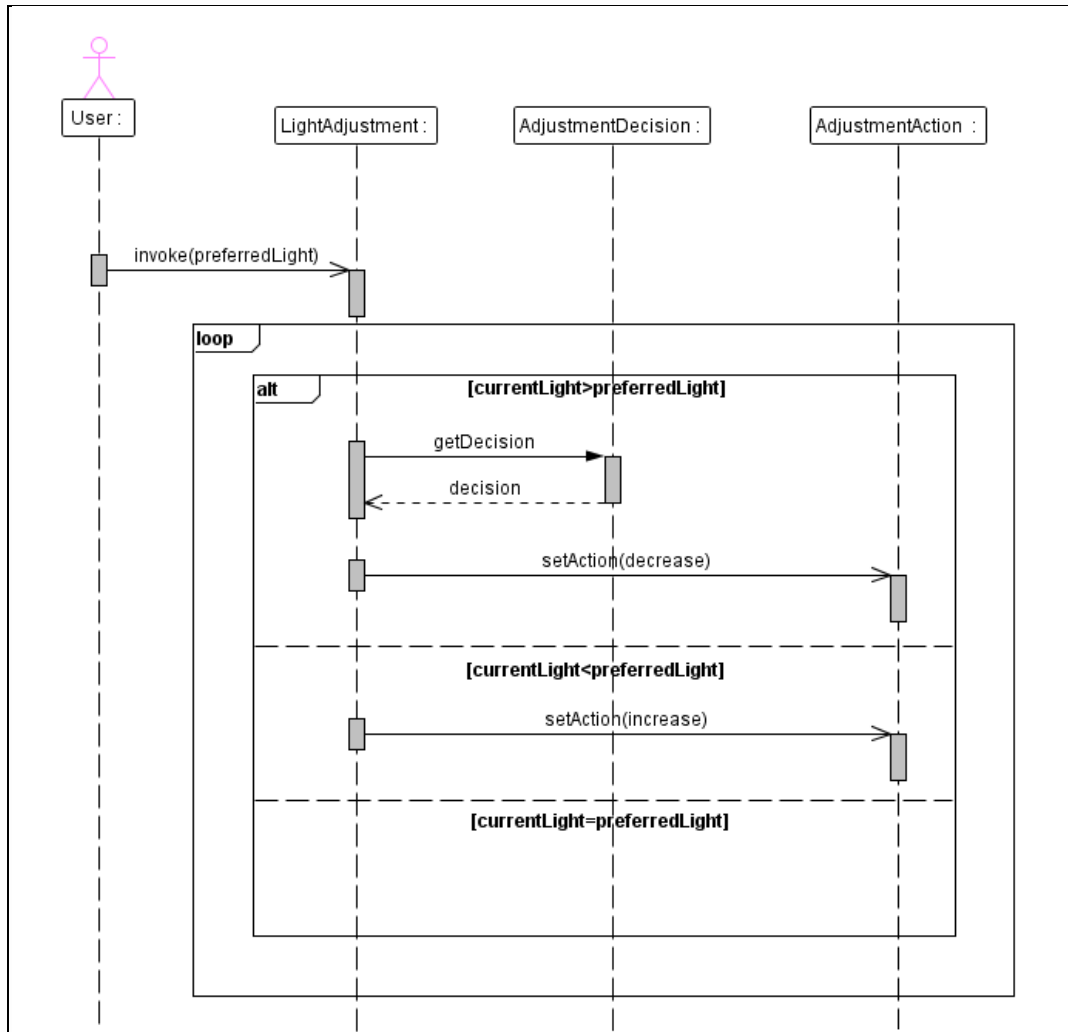 User :
LightAdjustment :
AdjustmentDecision :
AdjustmentAction :
invoke(preferredLight)
loop
alt
[currentLight>preferredLight]
getDecision
decision
setAction(decrease)
[currentLight<preferredLight]
setAction(increase)
[currentLight=preferredLight]